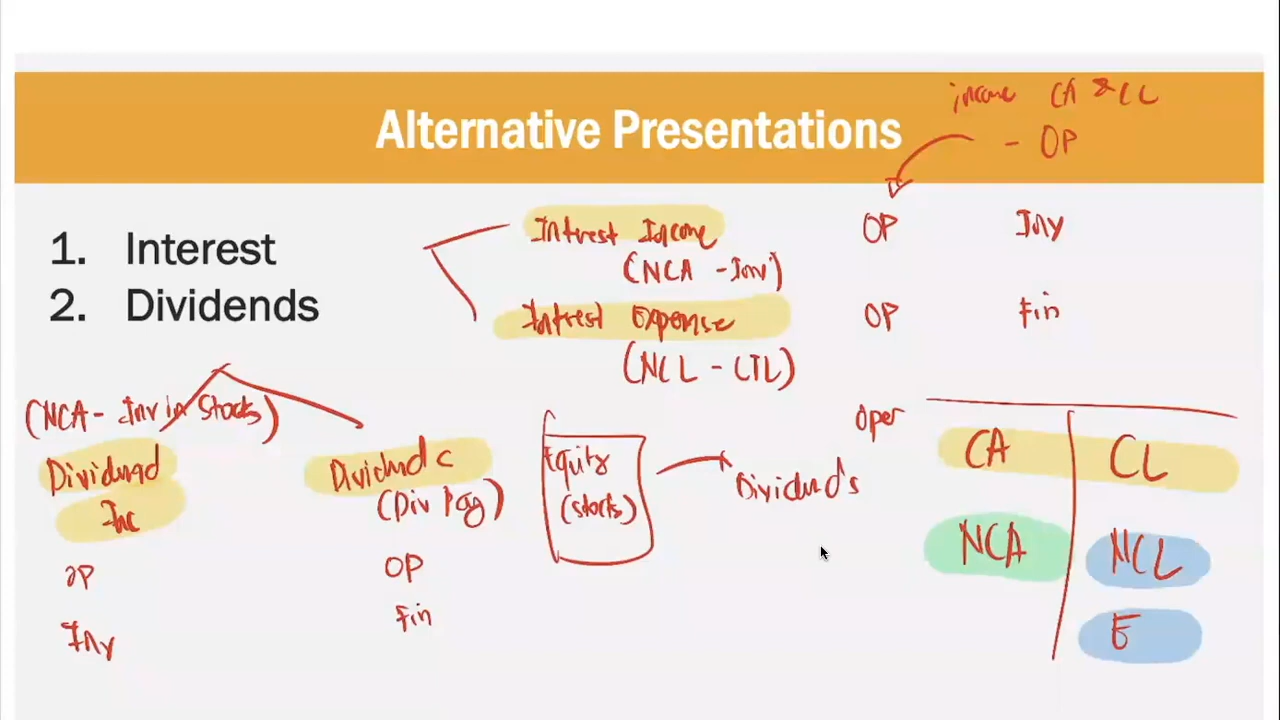 income CA & CL
Alternative Presentations
- OP
1. Interest
2. Dividends
Interest Income OP Inv
(NCA - Inv)
Interest Expense OP Fin
(NCL - LTL)
(NCA - Inv in Stocks)
Dividend
Inc
OP
Inv
Dividends
(Div Pay)
OP
Fin
Equity
(stocks)
Dividends
Oper
CA CL
NCA NCL
E